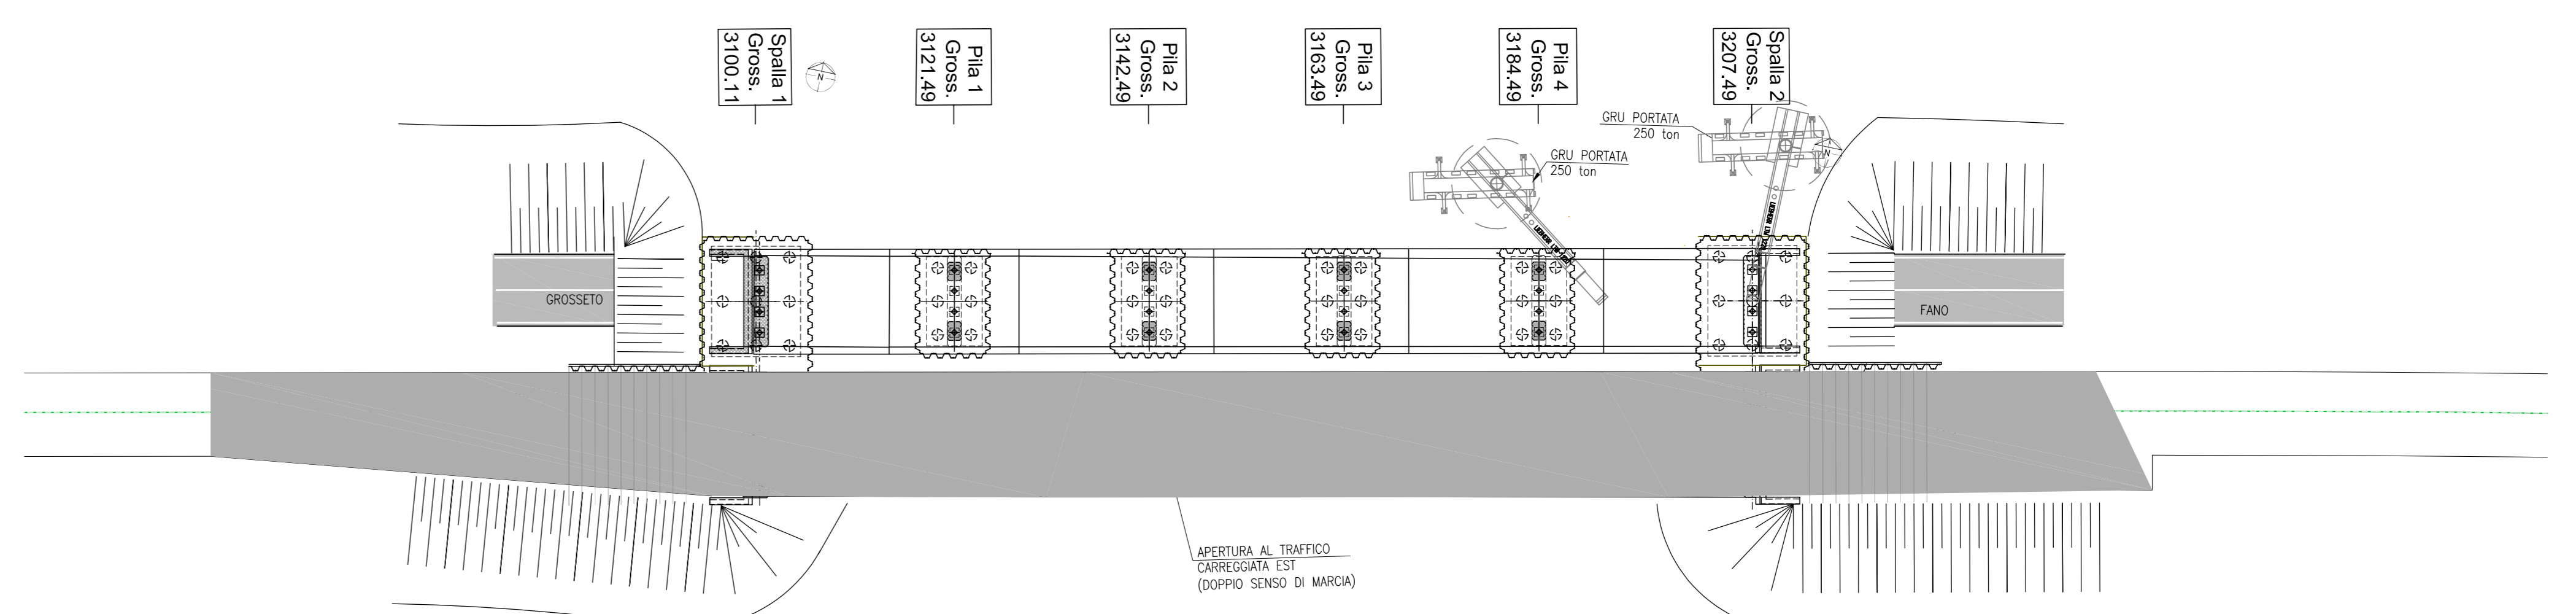 Spalla 1
Gross.
3100.11
N
Pila 1
Gross.
3121.49
Pila 2
Gross.
3142.49
Pila 3
Gross.
3163.49
Pila 4
Gross.
3184.49
Spalla 2
Gross.
3207.49
GRU PORTATA
250 ton
GRU PORTATA
250 ton
N
GROSSETO
FANO
APERTURA AL TRAFFICO
CARREGGIATA EST
(DOPPIO SENSO DI MARCIA)